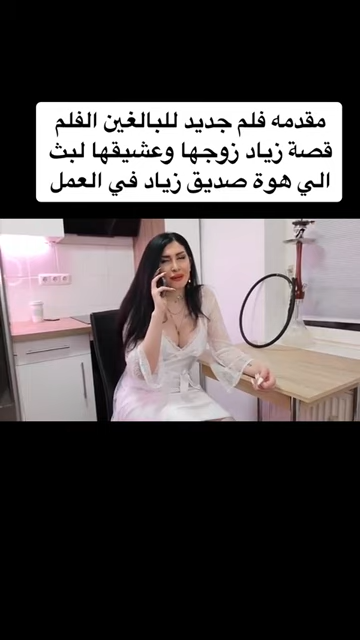 مقدمه فلم جديد للبالغين الفلم
قصة زياد زوجها وعشيقها لبث
الي هوة صديق زياد في العمل